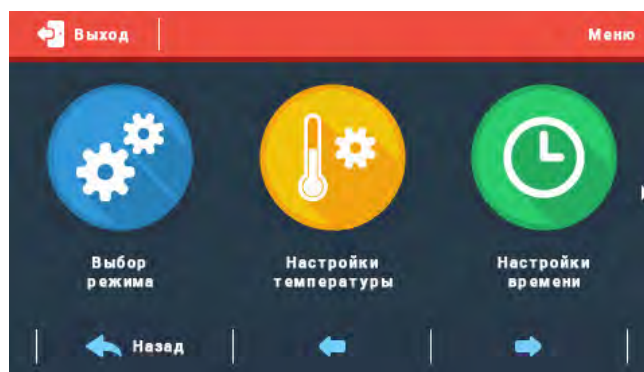 Выход
Меню
Выбор
режима
Настройки
температуры
Настройки
времени
Назад